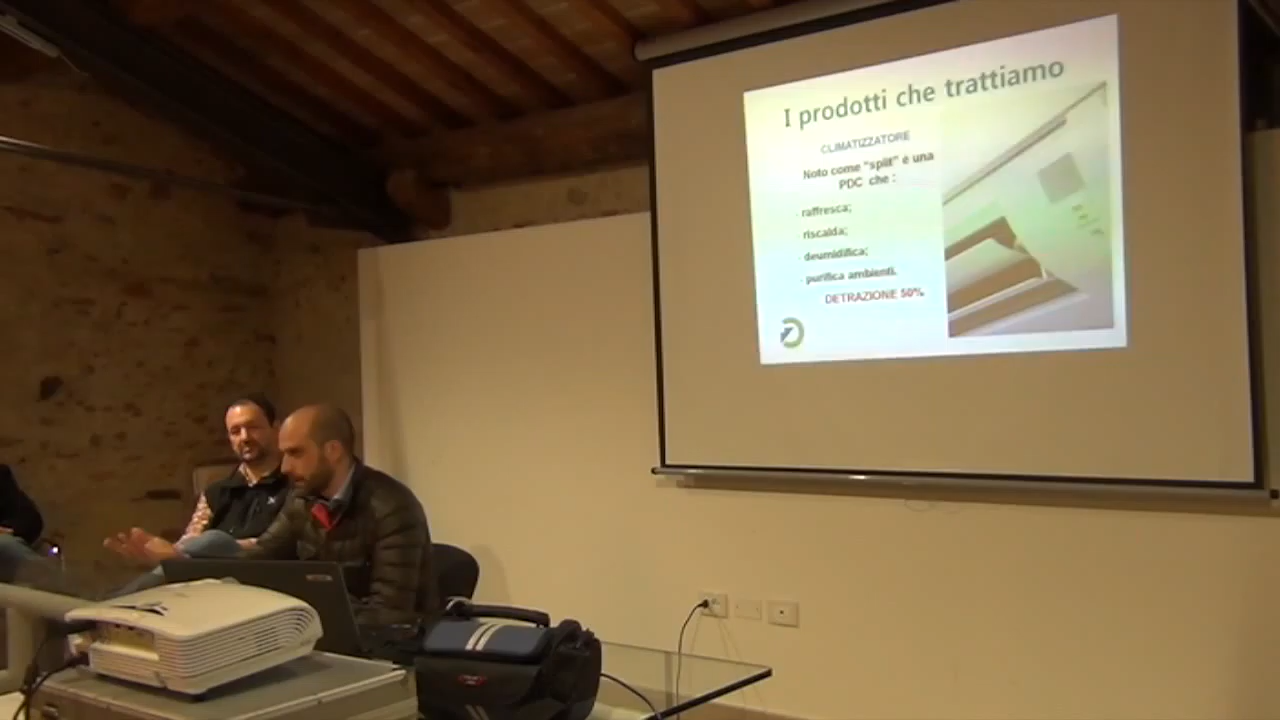 I prodotti che trattiamo
CLIMATIZZATORE
Noto come "split" è una
PDC che :
- raffresca;
- riscalda;
- deumidifica;
- purifica ambienti.
DETRAZIONE 50%